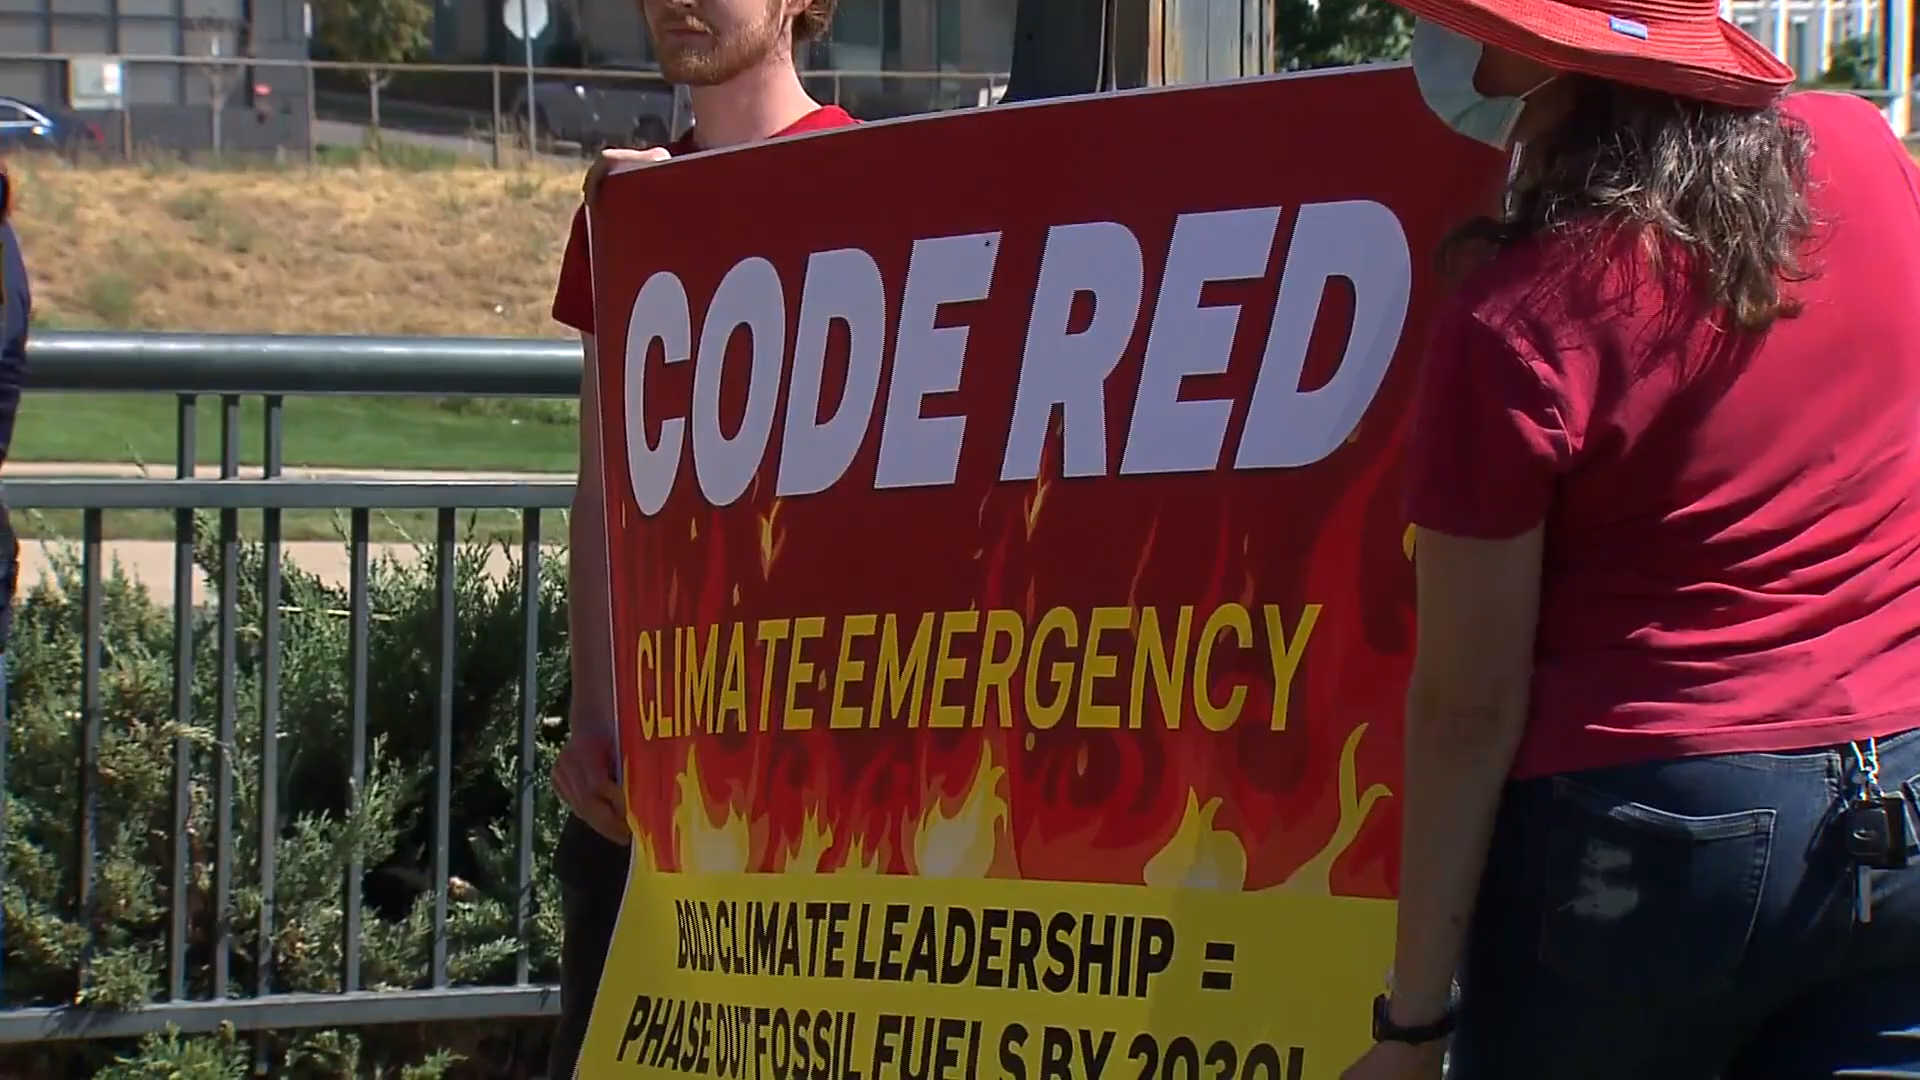 CODE RED
CLIMATE EMERGENCY
BOLD CLIMATE LEADERSHIP =
PHASE OUT FOSSIL FUELS BY 2030!